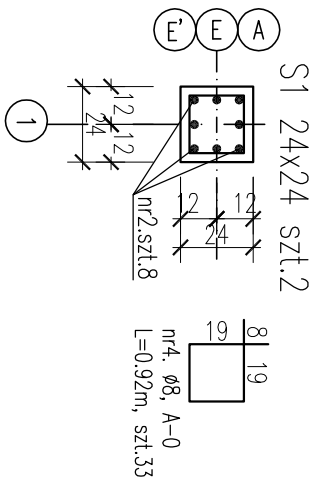 S1 24x24 szt.2
E'
E
A
12
12
24
1
12
12
24
nr2.szt.8
8
19
19
nr4. ø8, A-0
L=0.92m, szt.33